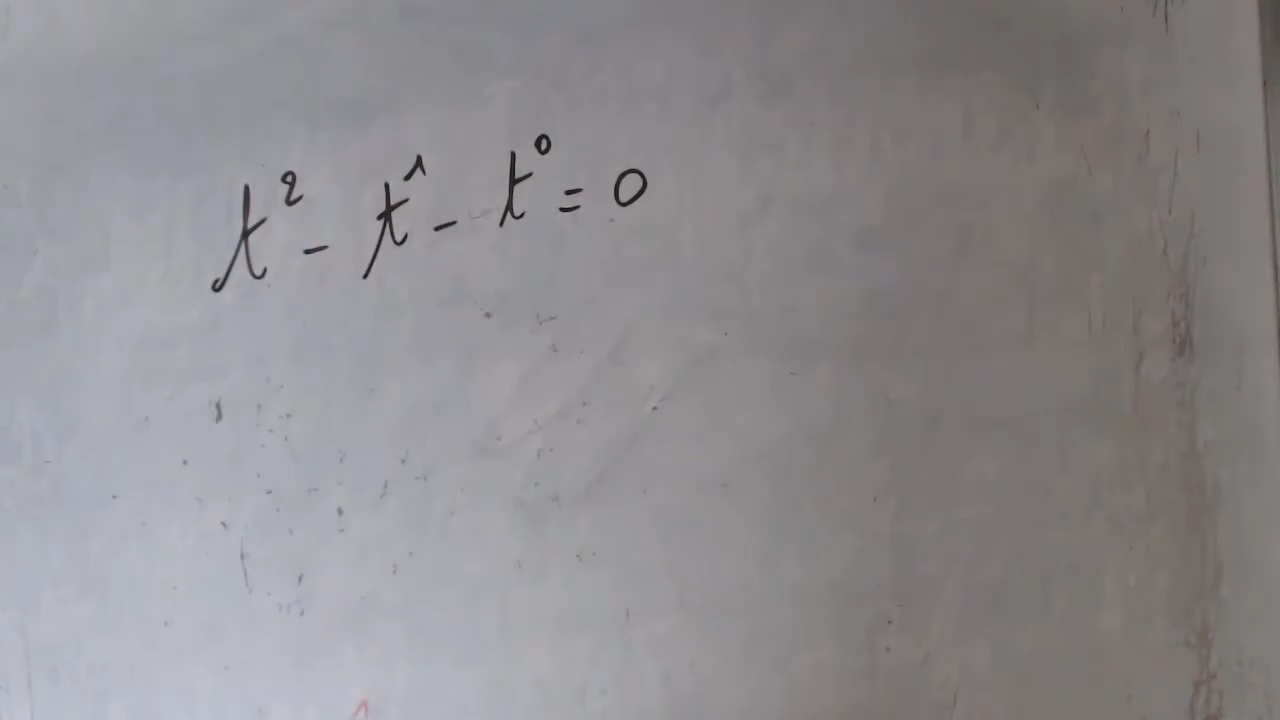 t² - t¹ - t⁰ = 0